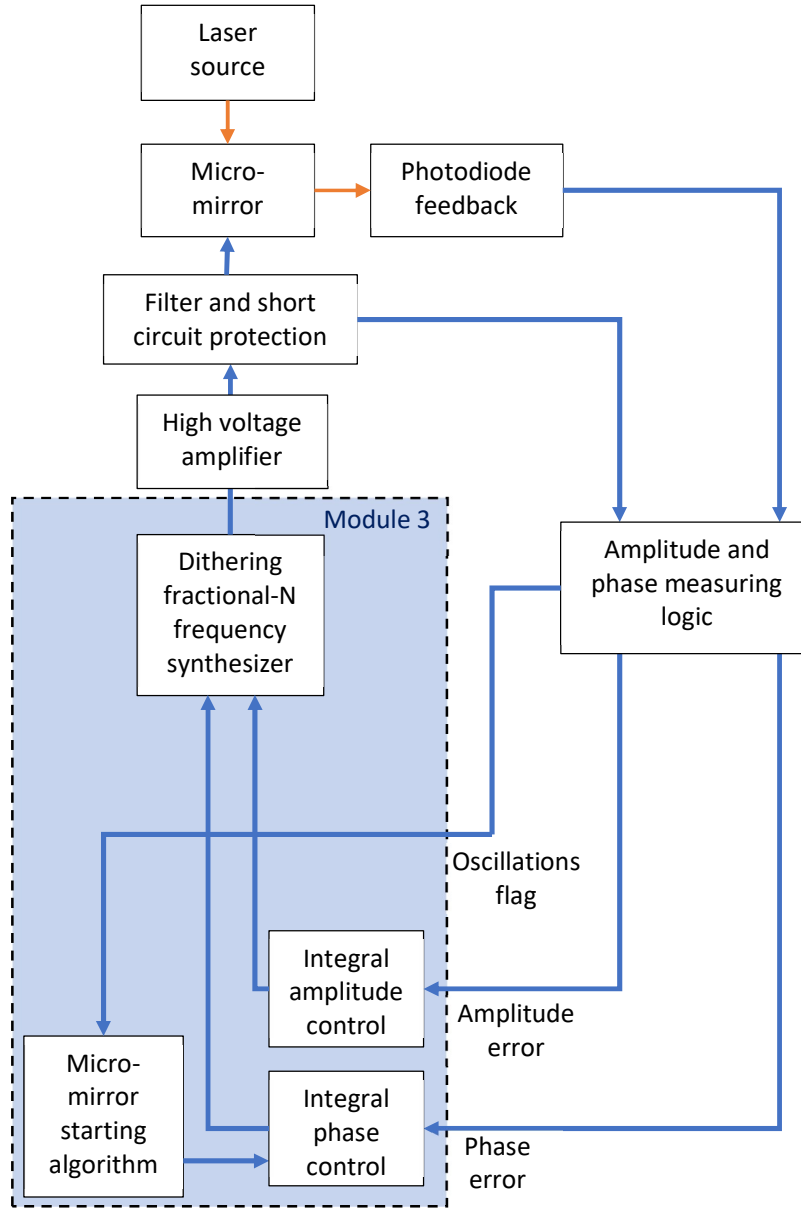 Laser
source
Micro-
mirror
Photodiode
feedback
Filter and short
circuit protection
High voltage
amplifier
Module 3
Dithering
fractional-N
frequency
synthesizer
Amplitude and
phase measuring
logic
Oscillations
flag
Integral
amplitude
control
Amplitude
error
Micro-
mirror
starting
algorithm
Integral
phase
control
Phase
error